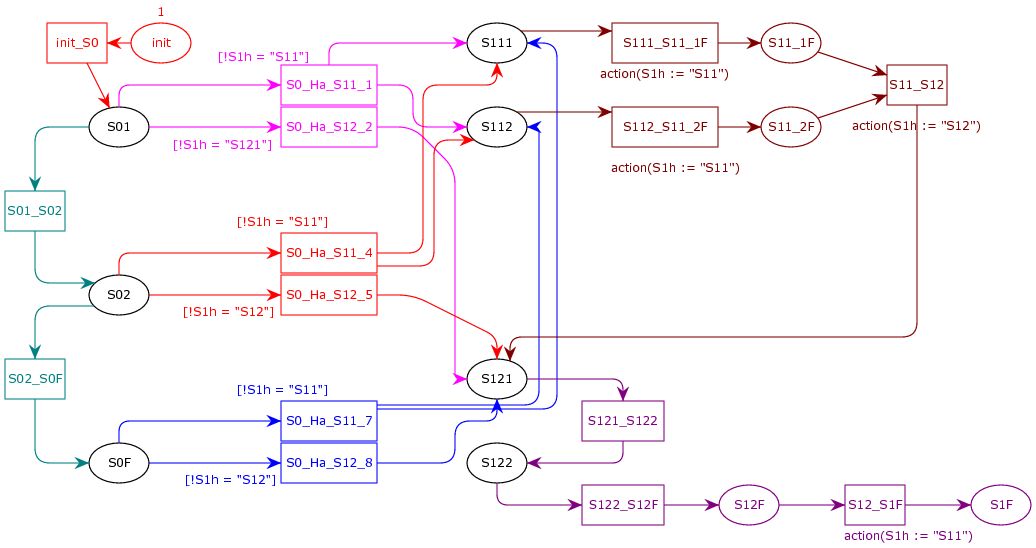 1
init_S0
init
S111
S111_S11_1F
S11_1F
[!S1h = "S11"]
action(S1h := "S11")
S0_Ha_S11_1
S11_S12
S01
S0_Ha_S12_2
S112
S112_S11_2F
S11_2F
action(S1h := "S12")
[!S1h = "S121"]
action(S1h := "S11")
S01_S02
[!S1h = "S11"]
S0_Ha_S11_4
S02
S0_Ha_S12_5
[!S1h = "S12"]
S02_S0F
S121
[!S1h = "S11"]
S0_Ha_S11_7
S121_S122
S0F
S0_Ha_S12_8
S122
[!S1h = "S12"]
S122_S12F
S12F
S12_S1F
S1F
action(S1h := "S11")